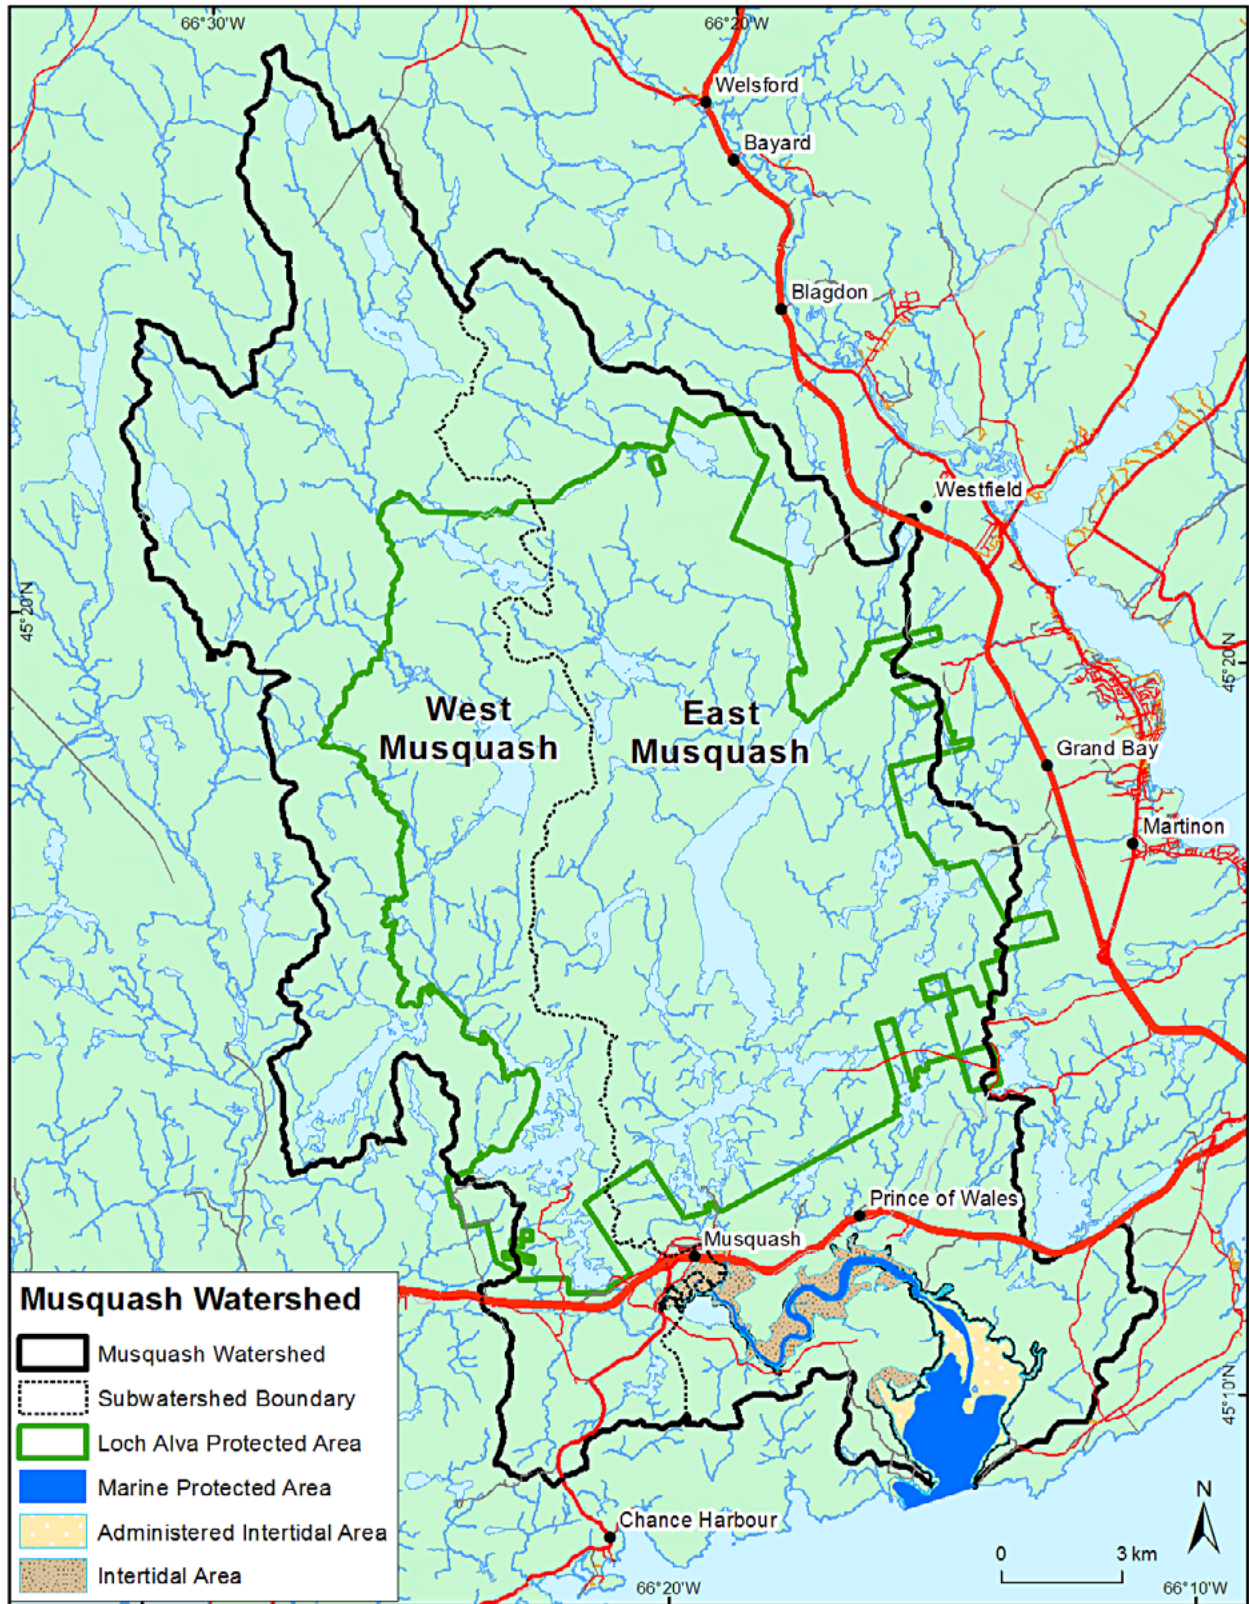 66°30'W
66°20'W
Welsford
Bayard
Blagdon
Westfield
45°20'N
45°20'N
West
Musquash
East
Musquash
Grand Bay
Martinon
Prince of Wales
Musquash
Musquash Watershed
Musquash Watershed
Subwatershed Boundary
Loch Alva Protected Area
Marine Protected Area
Administered Intertidal Area
Intertidal Area
45°10'N
Chance Harbour
N
0 3 km
66°20'W
66°10'W